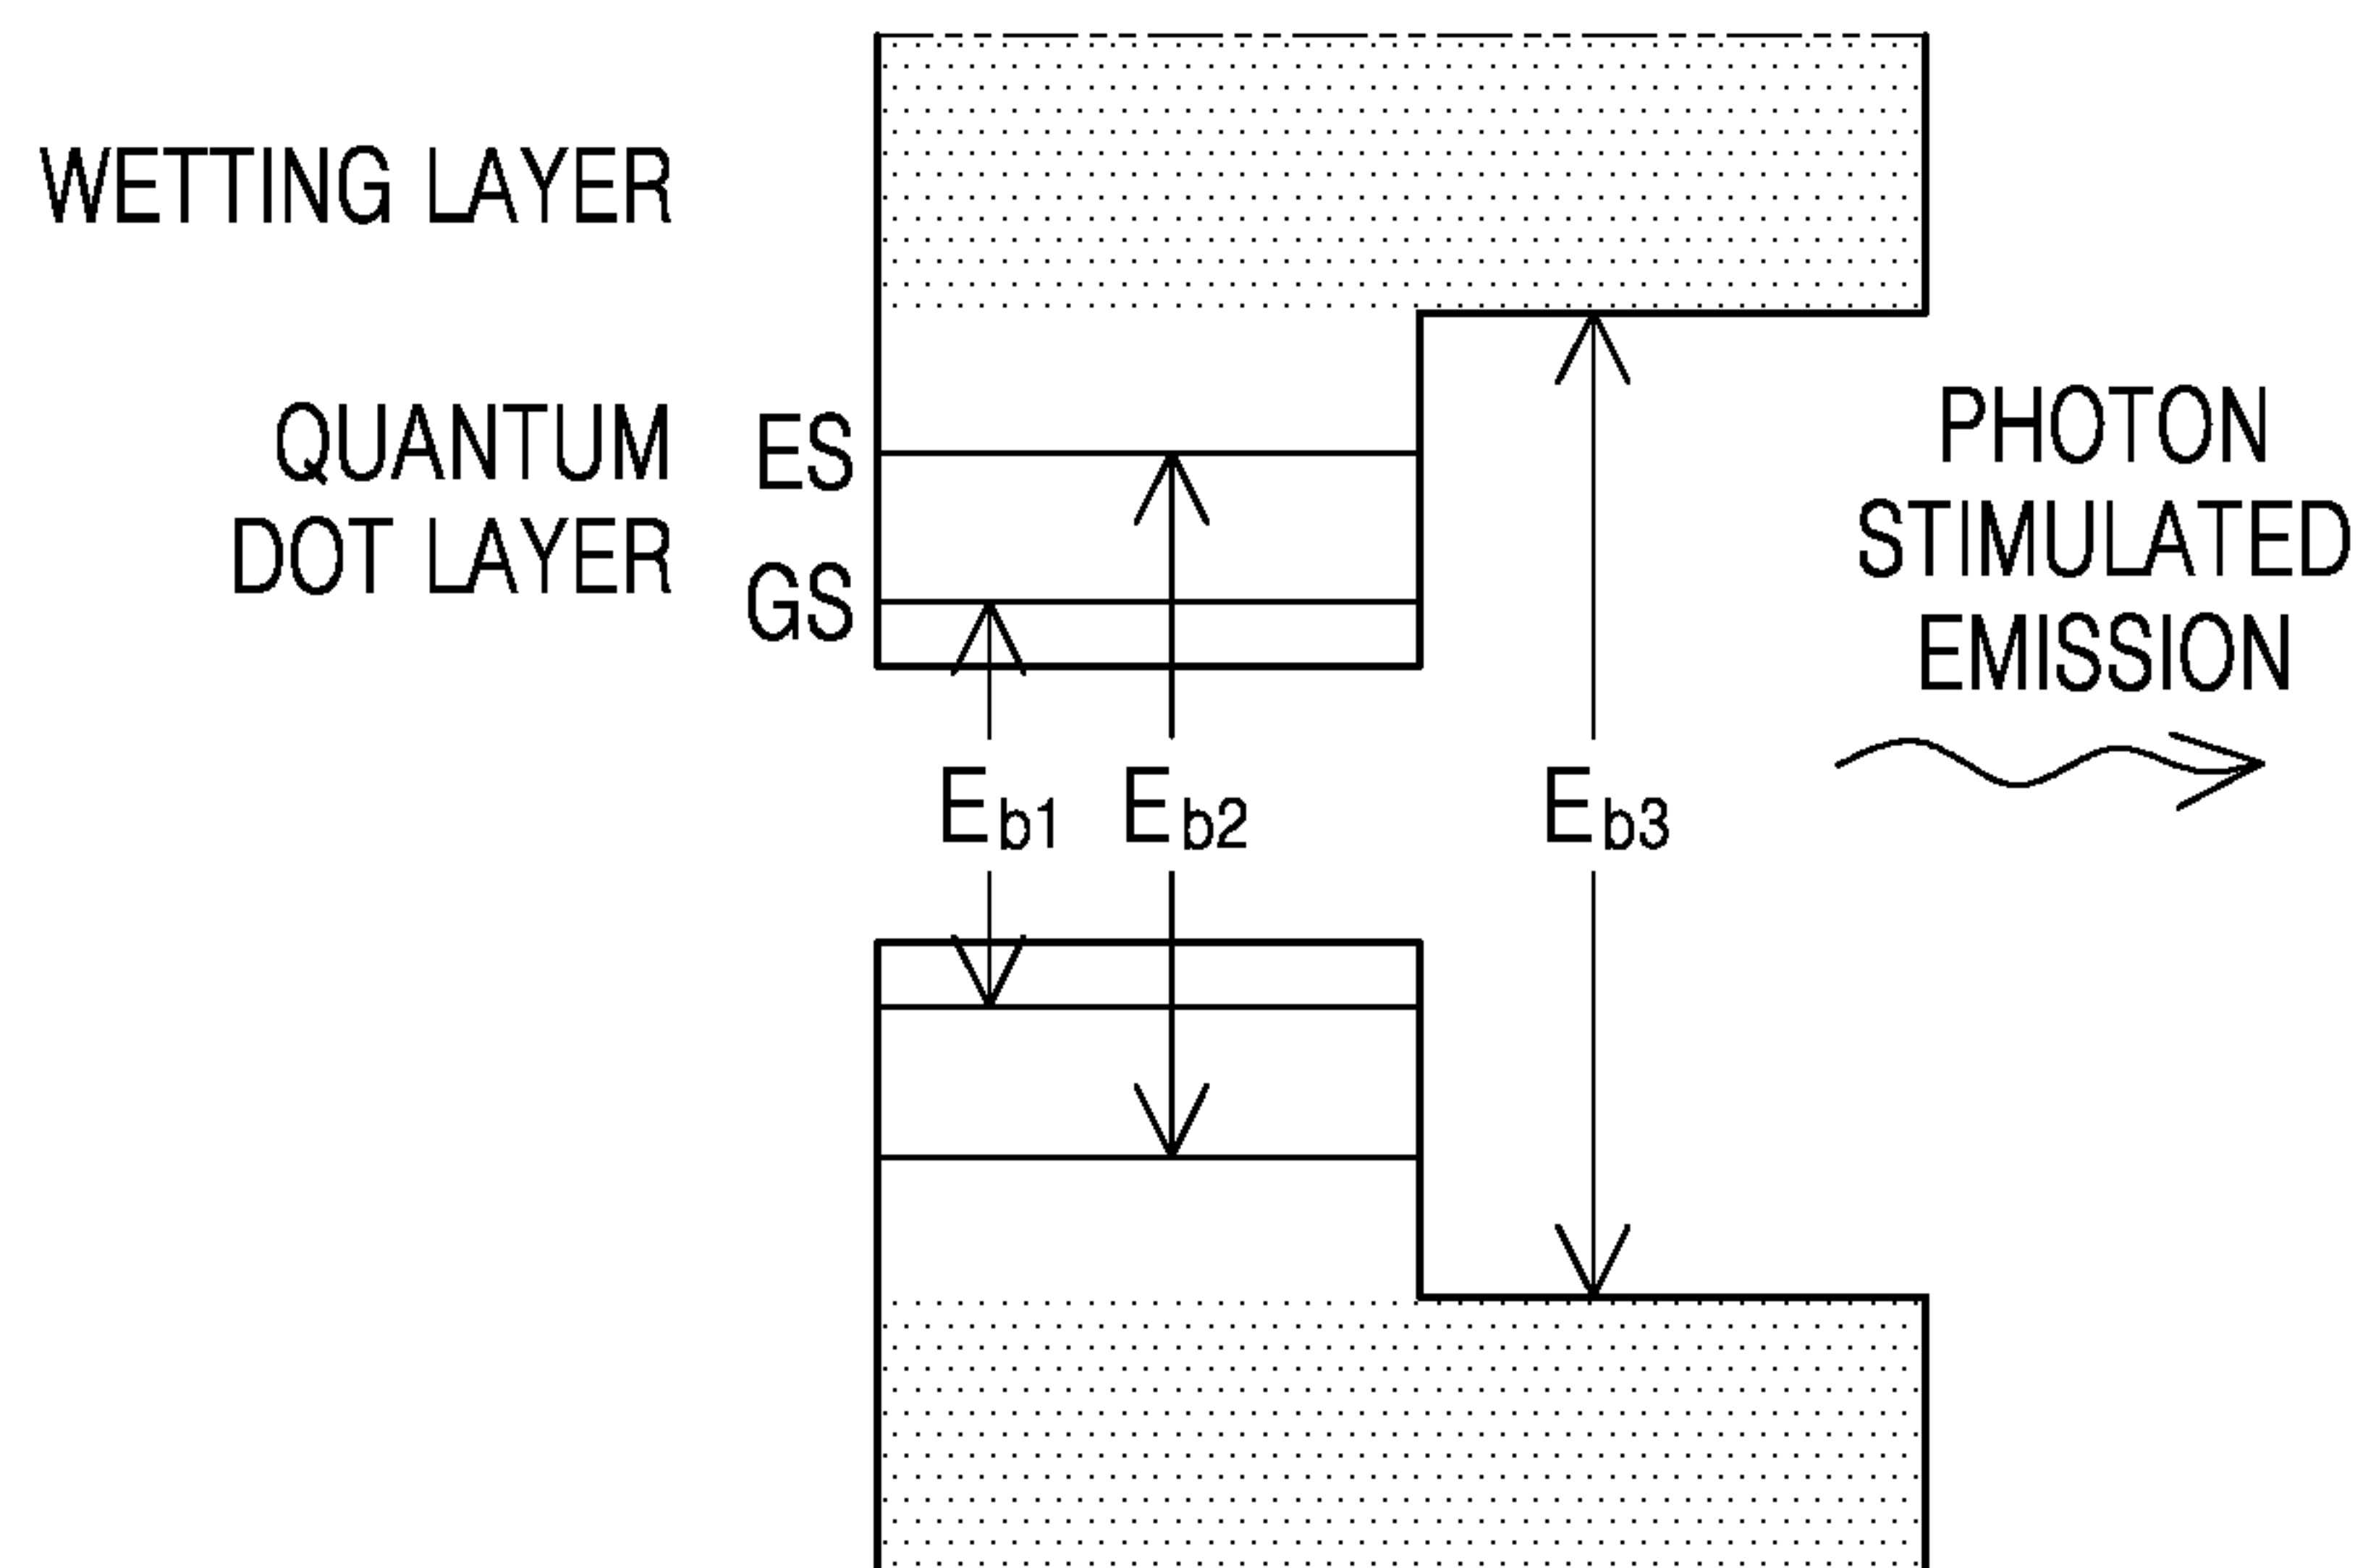 WETTING LAYER
QUANTUM
DOT LAYER
ES
GS
PHOTON
STIMULATED
EMISSION
Eb1
Eb2
Eb3